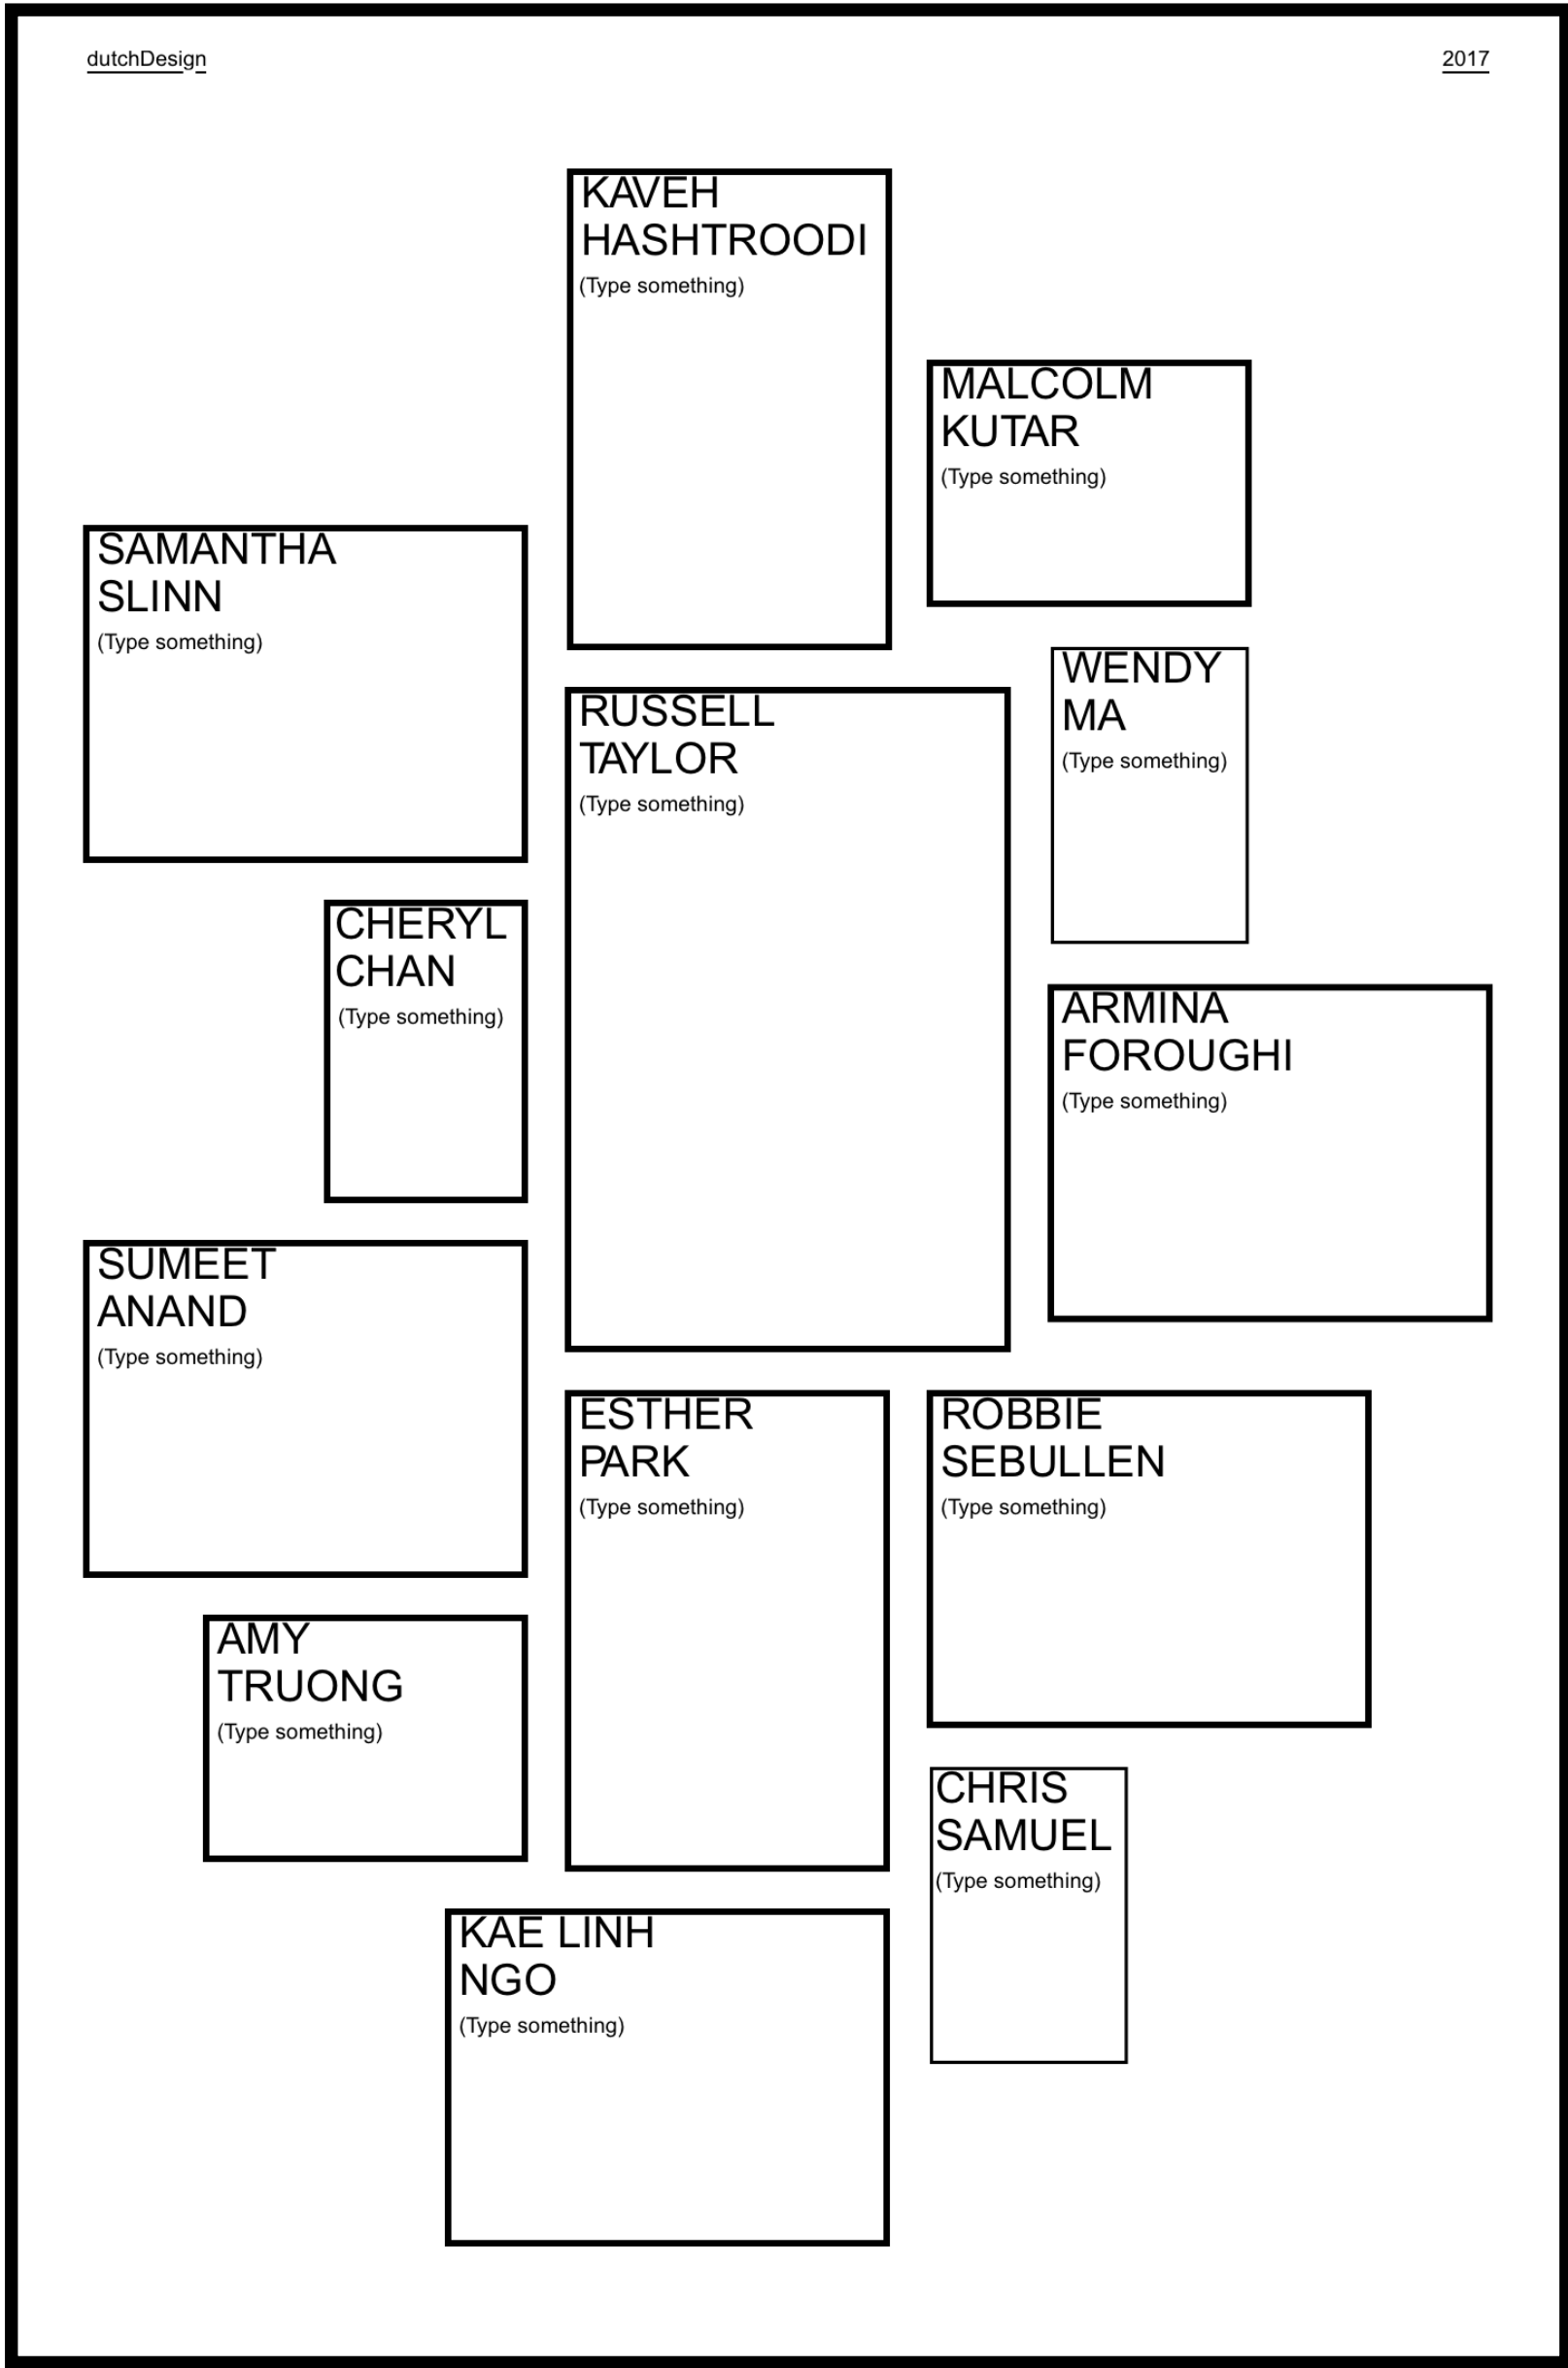 dutchDesign
2017
KAVEH
HASHTROODI
(Type something)
MALCOLM
KUTAR
(Type something)
SAMANTHA
SLINN
(Type something)
WENDY
MA
(Type something)
RUSSELL
TAYLOR
(Type something)
CHERYL
CHAN
(Type something)
ARMINA
FOROUGHI
(Type something)
SUMEET
ANAND
(Type something)
ESTHER
PARK
(Type something)
ROBBIE
SEBULLEN
(Type something)
AMY
TRUONG
(Type something)
CHRIS
SAMUEL
(Type something)
KAE LINH
NGO
(Type something)